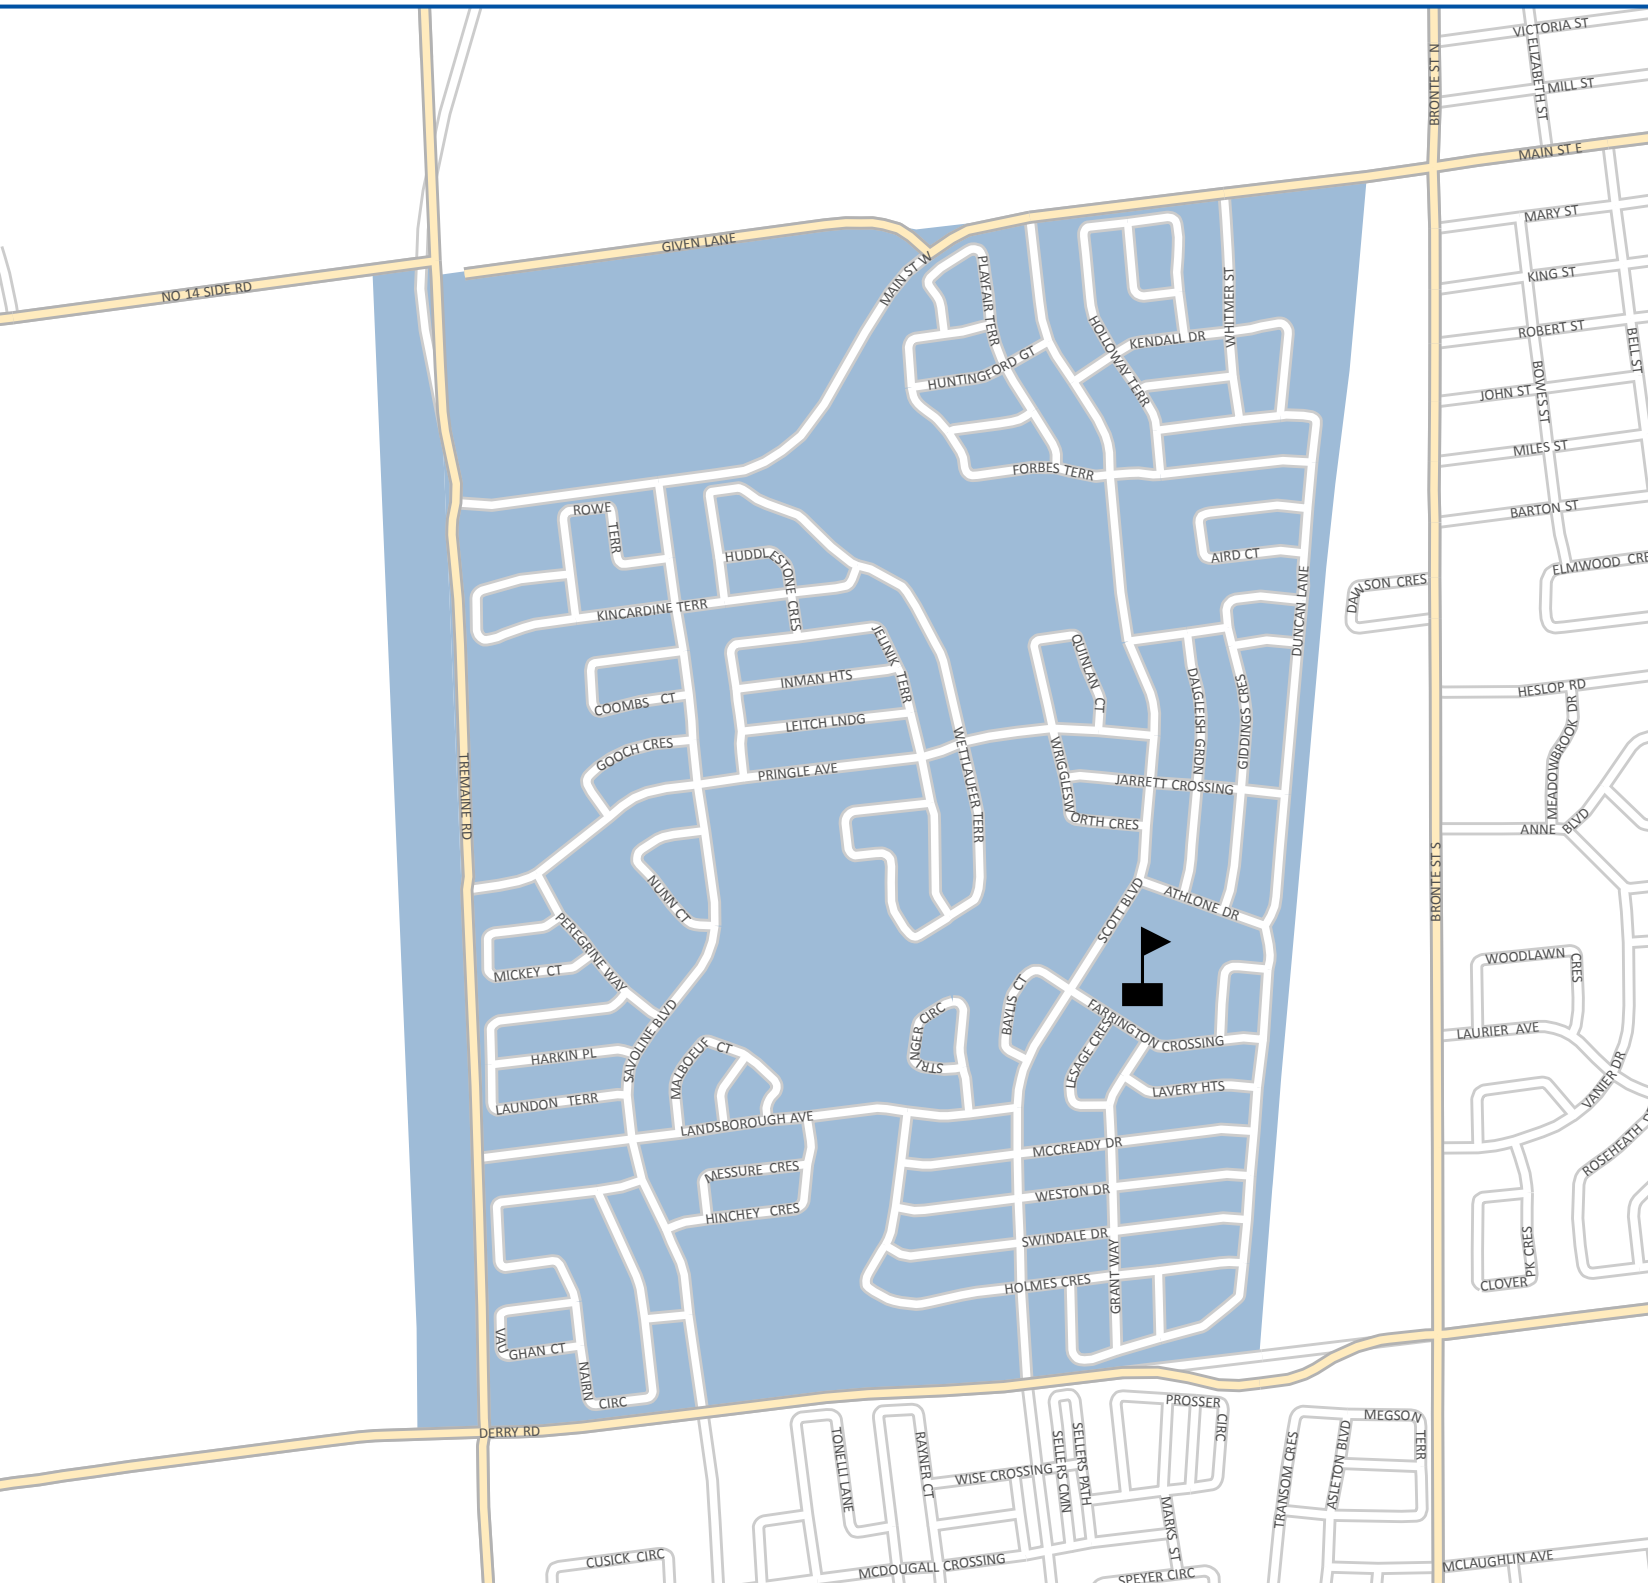 VICTORIA ST
ELIZABETH ST
MILL ST
BRONTE ST N
MAIN ST E
MARY ST
KING ST
ROBERT ST
BELL ST
BOWES ST
JOHN ST
MILES ST
BARTON ST
ELMWOOD CRE
DAWSON CRES
HESLOP RD
MEADOWBROOK DR
ANNE BLVD
BRONTE ST S
WOODLAWN CRES
LAURIER AVE
VANIER DR
ROSEHEATH D
CLOVER PK CRES
NO 14 SIDE RD
GIVEN LANE
MAIN ST W
PLAYFAIR TERR
HUNTINGFORD GT
HOLLOWAY TERR
KENDALL DR
WHITMER ST
FORBES TERR
AIRD CT
DUNCAN LANE
ROWE TERR
HUDDLESTONE CRES
KINCARDINE TERR
JELINIK TERR
INMAN HTS
LEITCH LNDG
COOMBS CT
GOOCH CRES
PRINGLE AVE
WETTLAUFER TERR
QUINLAN CT
WRIGGLESWORTH CRES
DALGLEISH GRDN
GIDDINGS CRES
JARRETT CROSSING
ATHLONE DR
SCOTT BLVD
TREMAINE RD
NUNN CT
PEREGRINE WAY
MICKEY CT
HARKIN PL
LAUNDON TERR
SAVOLINE BLVD
MALBOEUF CT
LANDSBOROUGH AVE
STRINGER CIRC
BAYLIS CT
FARRINGTON CROSSING
LESAGE CRES
LAVERY HTS
MCCREADY DR
WESTON DR
SWINDALE DR
HOLMES CRES
GRANT WAY
MESSURE CRES
HINCHEY CRES
VAUGHAN CT
NAIRN CIRC
DERRY RD
TONELLI LANE
RAYNER CT
WISE CROSSING
SELLERS CMN
SELLERS PATH
PROSSER CIRC
MARKS ST
TRANSOM CRES
ASLETON BLVD
MEGSON TERR
CUSICK CIRC
MCDOUGALL CROSSING
SPEYER CIRC
MCLAUGHLIN AVE